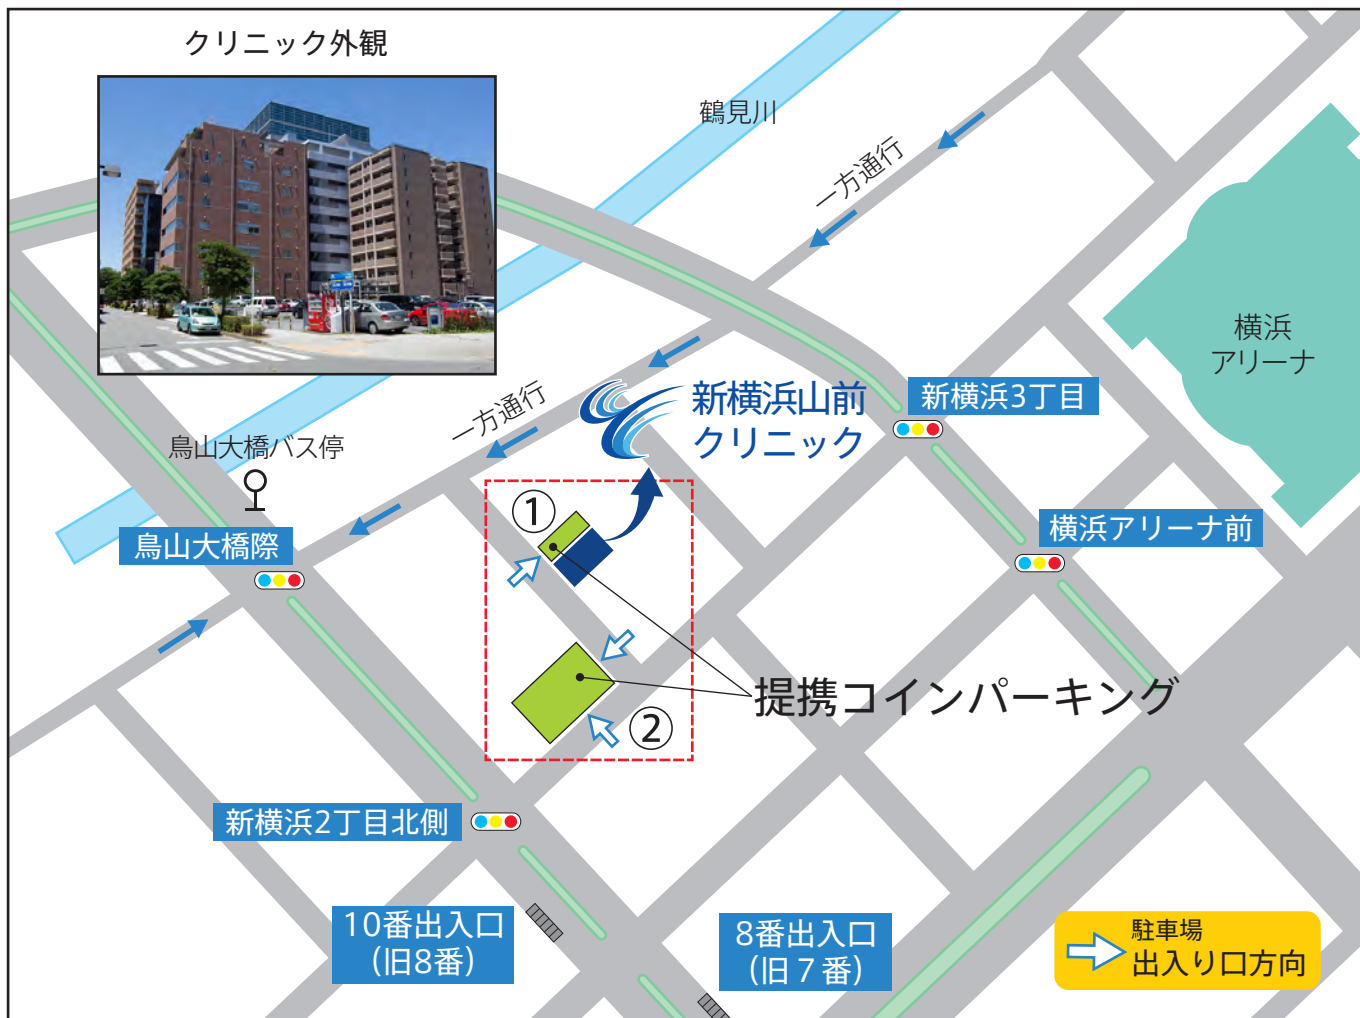 クリニック外観
鶴見川
一方通行
横浜
アリーナ
新横浜3丁目
新横浜山前
クリニック
一方通行
鳥山大橋バス停
①
横浜アリーナ前
鳥山大橋際
提携コインパーキング
②
新横浜2丁目北側
10番出入口
(旧8番)
8番出入口
(旧７番)
駐車場
出入り口方向